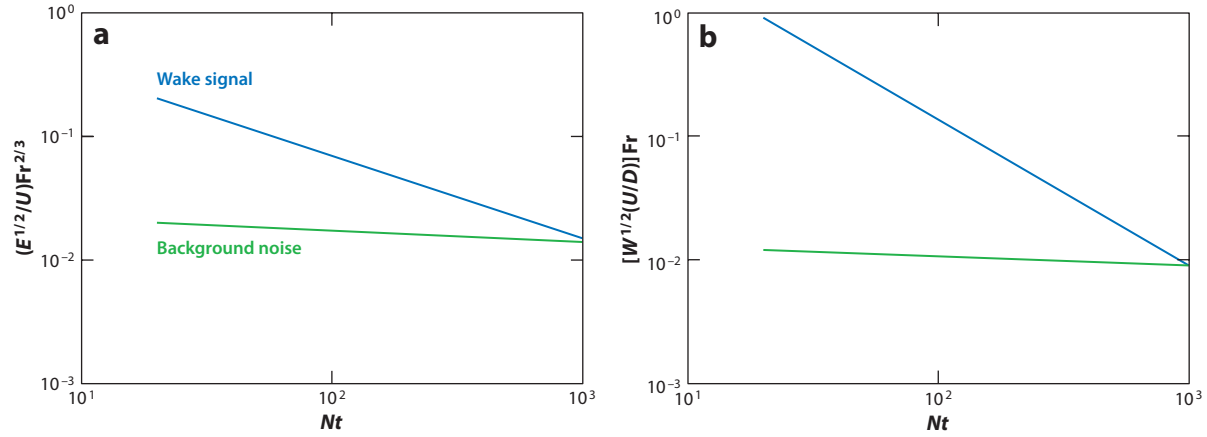 a
Wake signal
Background noise
(E^{1/2}/U)Fr^{2/3}
10^0
10^{-1}
10^{-2}
10^{-3}
10^1
10^2
10^3
Nt
b
[W^{1/2}(U/D)]Fr
10^0
10^{-1}
10^{-2}
10^{-3}
10^1
10^2
10^3
Nt